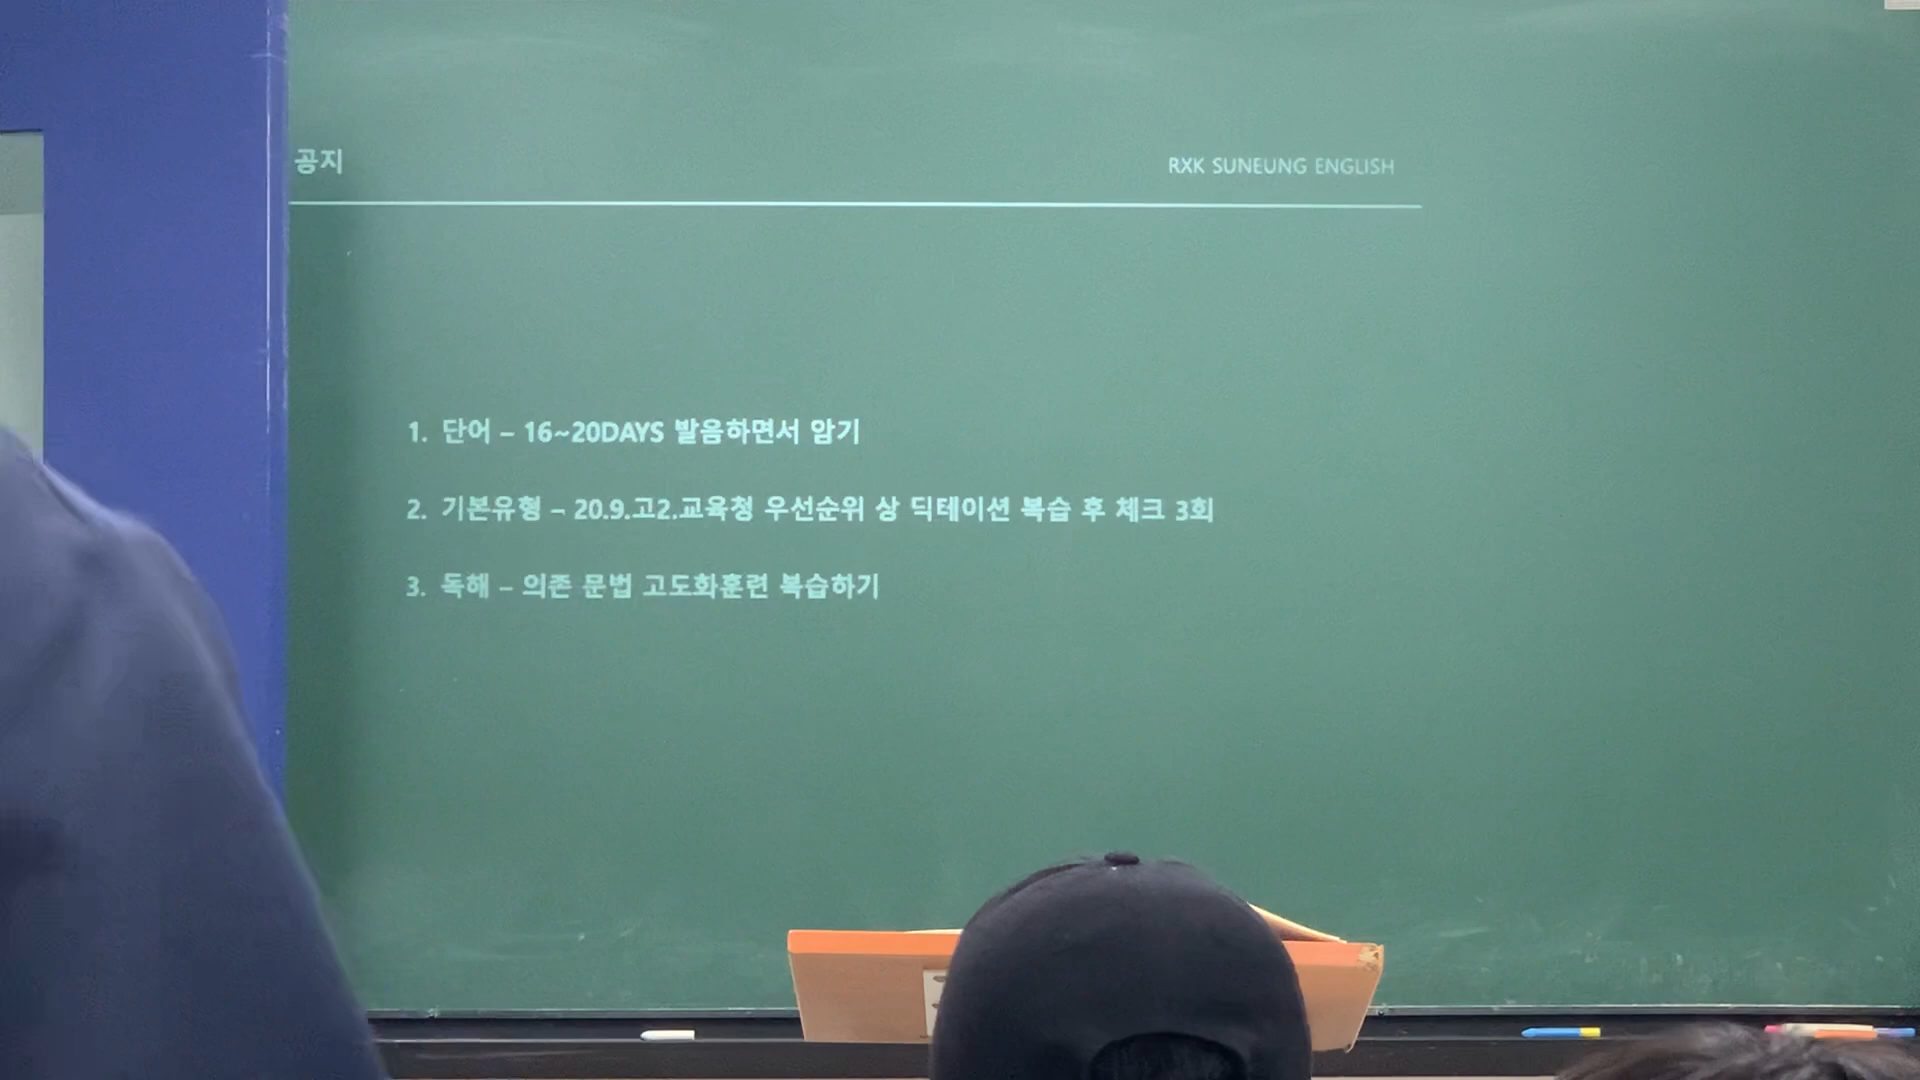 공지
RXK SUNEUNG ENGLISH
1. 단어 – 16~20DAYS 발음하면서 암기
2. 기본유형 – 20.9.고2.교육청 우선순위 상 딕테이션 복습 후 체크 3회
3. 독해 – 의존 문법 고도화훈련 복습하기